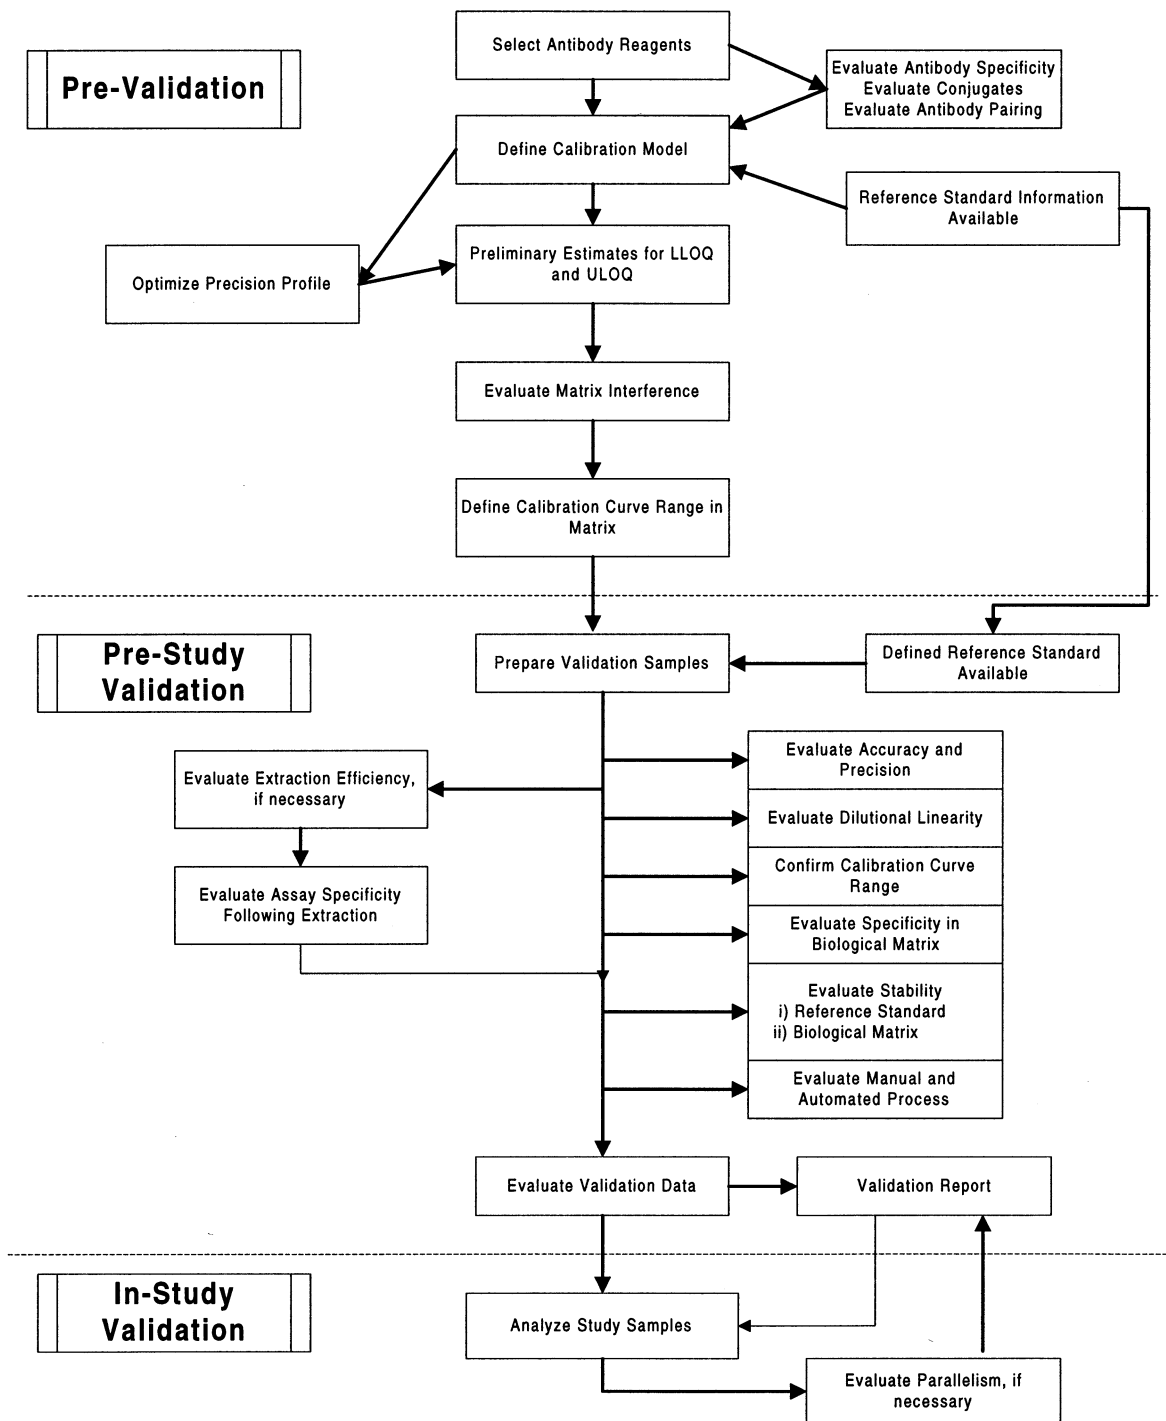 Pre-Validation
Select Antibody Reagents
Evaluate Antibody Specificity
Evaluate Conjugates
Evaluate Antibody Pairing
Define Calibration Model
Reference Standard Information
Available
Optimize Precision Profile
Preliminary Estimates for LLOQ
and ULOQ
Evaluate Matrix Interference
Define Calibration Curve Range in
Matrix
Pre-Study
Validation
Prepare Validation Samples
Defined Reference Standard
Available
Evaluate Extraction Efficiency,
if necessary
Evaluate Assay Specificity
Following Extraction
Evaluate Accuracy and
Precision
Evaluate Dilutional Linearity
Confirm Calibration Curve
Range
Evaluate Specificity in
Biological Matrix
Evaluate Stability
i) Reference Standard
ii) Biological Matrix
Evaluate Manual and
Automated Process
Evaluate Validation Data
Validation Report
In-Study
Validation
Analyze Study Samples
Evaluate Parallelism, if
necessary